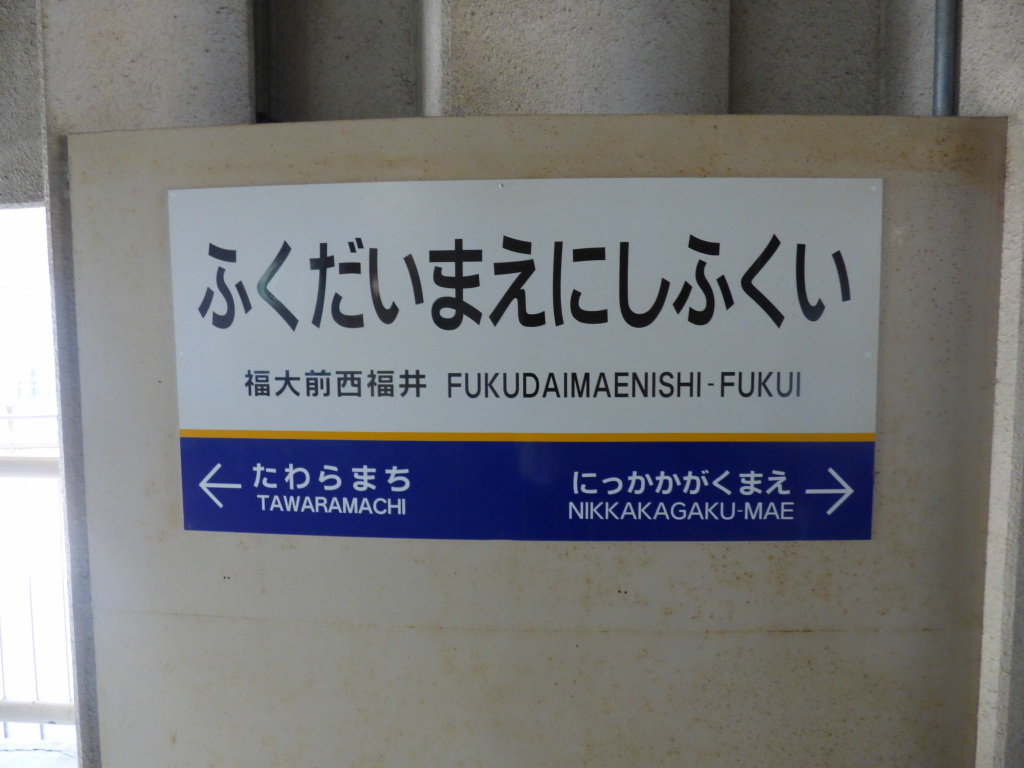 ふくだいまえにしふくい
福大前西福井 FUKUDAIMAENISHI-FUKUI
← たわらまち
TAWARAMACHI
にっかかがくまえ →
NIKKAKAGAKU-MAE